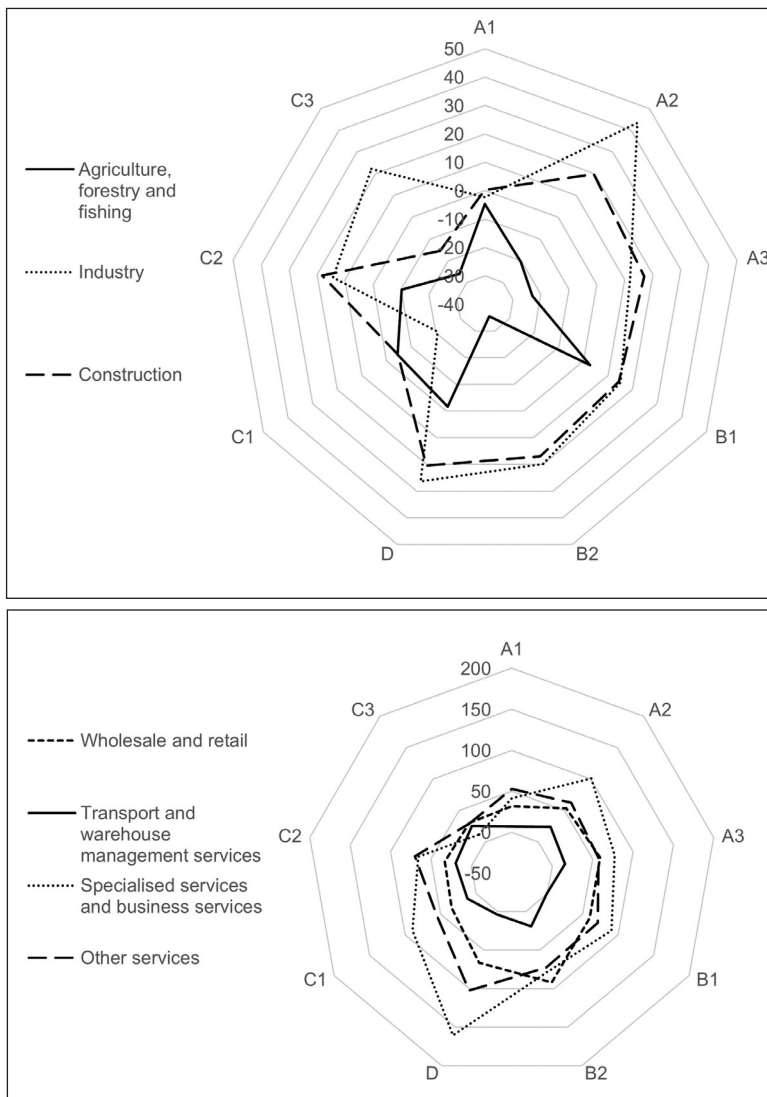 A1
50
40
30
20
10
0
-10
-20
-30
-40
A2
A3
B1
B2
D
C1
C2
C3
Agriculture,
forestry and
fishing
Industry
Construction
A1
200
150
100
50
0
-50
A2
A3
B1
B2
D
C1
C2
C3
Wholesale and retail
Transport and
warehouse
management services
Specialised services
and business services
Other services